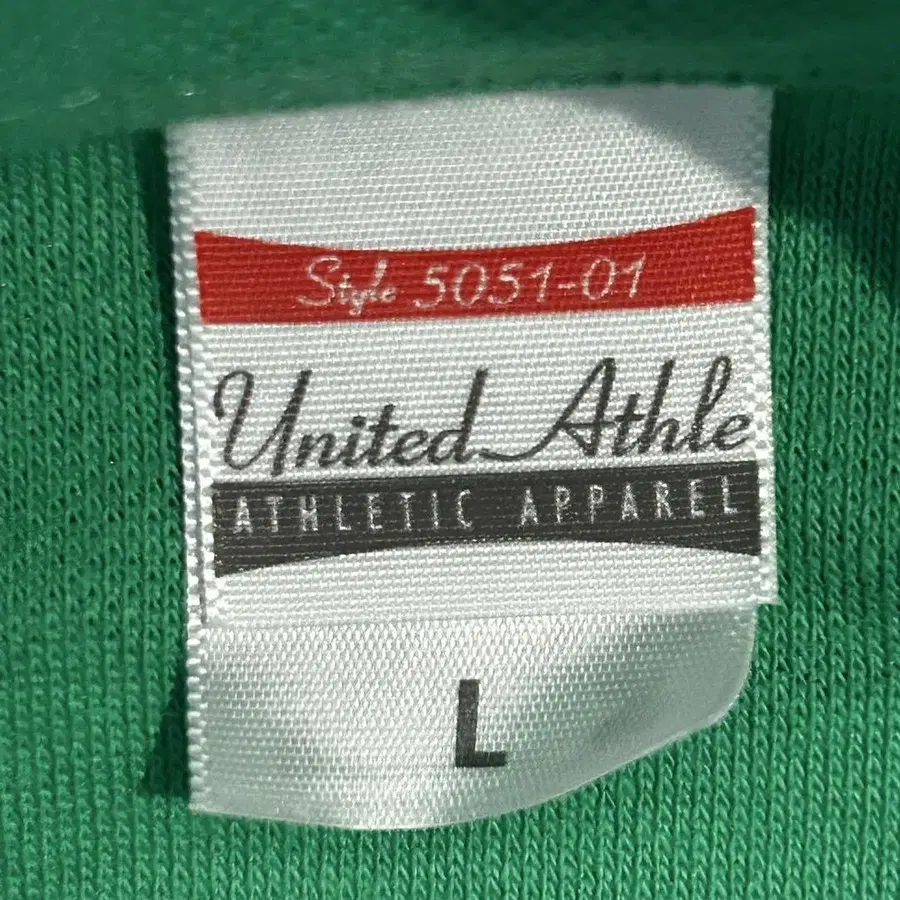 Style 5051-01
United Athle
ATHLETIC APPAREL
L